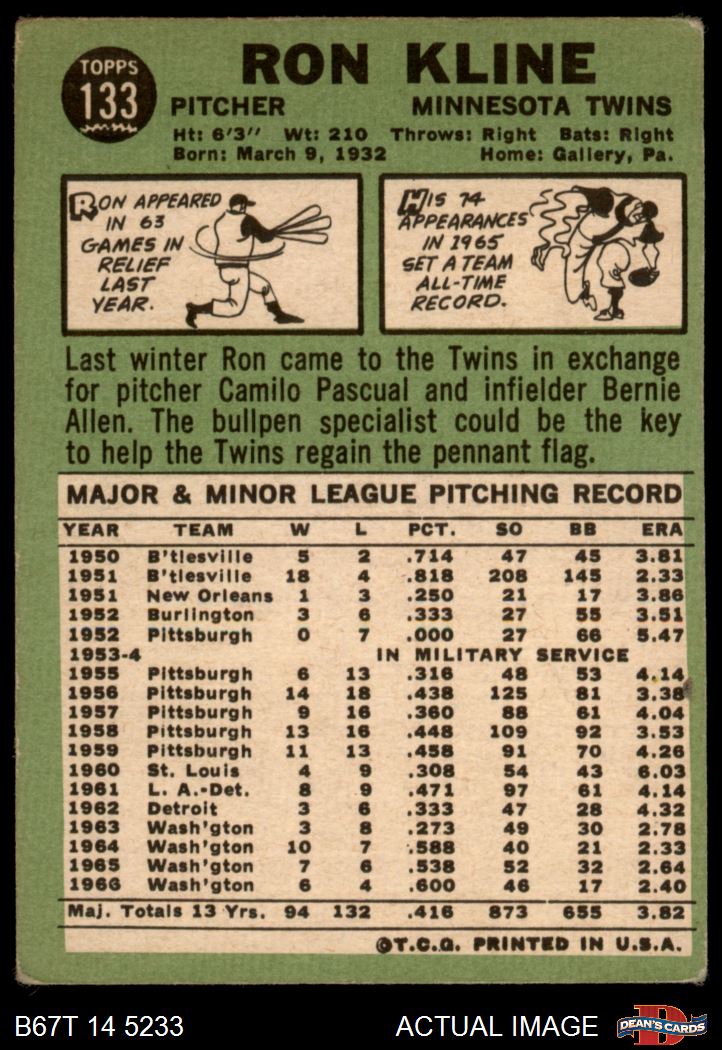 TOPPS
133
RON KLINE
PITCHER MINNESOTA TWINS
Ht: 6'3" Wt: 210 Throws: Right Bats: Right
Born: March 9, 1932 Home: Gallery, Pa.
RON APPEARED
IN 63
GAMES IN
RELIEF
LAST
YEAR.
HIS 74
APPEARANCES
IN 1965
SET A TEAM
ALL-TIME
RECORD.
Last winter Ron came to the Twins in exchange
for pitcher Camilo Pascual and infielder Bernie
Allen. The bullpen specialist could be the key
to help the Twins regain the pennant flag.
MAJOR & MINOR LEAGUE PITCHING RECORD
YEAR TEAM W L PCT. SO BB ERA
1950 B'tlesville 5 2 .714 47 45 3.81
1951 B'tlesville 18 4 .818 208 145 2.33
1951 New Orleans 1 3 .250 21 17 3.86
1952 Burlington 3 6 .333 27 55 3.51
1952 Pittsburgh 0 7 .000 27 66 5.47
1953-4 IN MILITARY SERVICE
1955 Pittsburgh 6 13 .316 48 53 4.14
1956 Pittsburgh 14 18 .438 125 81 3.38
1957 Pittsburgh 9 16 .360 88 61 4.04
1958 Pittsburgh 13 16 .448 109 92 3.53
1959 Pittsburgh 11 13 .458 91 70 4.26
1960 St. Louis 4 9 .308 54 43 6.03
1961 L. A.-Det. 8 9 .471 97 61 4.14
1962 Detroit 3 6 .333 47 28 4.32
1963 Wash'gton 3 8 .273 49 30 2.78
1964 Wash'gton 10 7 .588 40 21 2.33
1965 Wash'gton 7 6 .538 52 32 2.64
1966 Wash'gton 6 4 .600 46 17 2.40
Maj. Totals 13 Yrs. 94 132 .416 873 655 3.82
©T.C.G. PRINTED IN U.S.A.
B67T 14 5233 ACTUAL IMAGE
DEAN'S CARDS